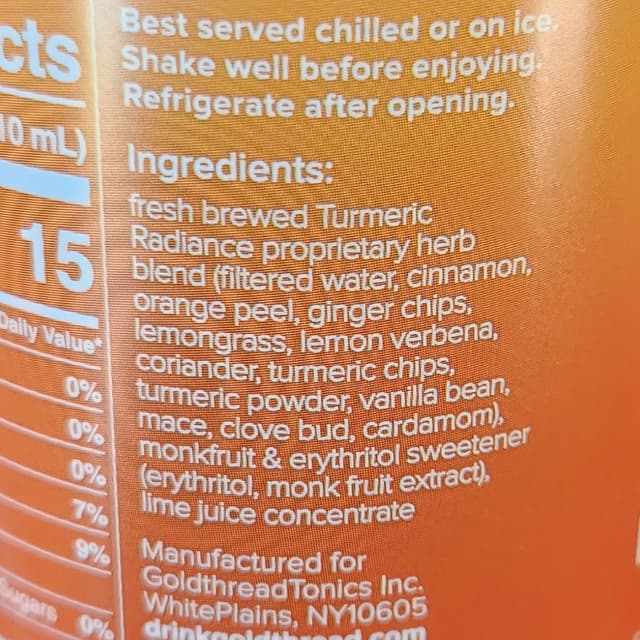 cts
10 mL)
15
Daily Value*
0%
0%
0%
7%
9%
Sugars 0%
Best served chilled or on ice.
Shake well before enjoying.
Refrigerate after opening.
Ingredients:
fresh brewed Turmeric
Radiance proprietary herb
blend (filtered water, cinnamon,
orange peel, ginger chips,
lemongrass, lemon verbena,
coriander, turmeric chips,
turmeric powder, vanilla bean,
mace, clove bud, cardamom),
monkfruit & erythritol sweetener
(erythritol, monk fruit extract),
lime juice concentrate
Manufactured for
GoldthreadTonics Inc.
WhitePlains, NY10605
drinkgoldthread.com